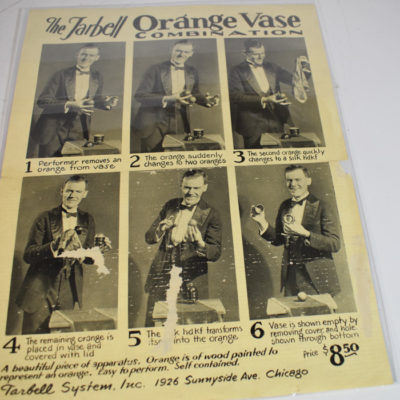 The Tarbell Orange Vase
COMBINATION
1 Performer removes an
orange from vase
2 The orange suddenly
changes to two oranges
3 The second orange quickly
changes to a silk hdkf
4 The remaining orange is
placed in vase and
covered with lid
5 The silk hdkf transforms
itself into the orange.
6 Vase is shown empty by
removing cover, and hole
shown through bottom
A beautiful piece of apparatus. Orange is of wood painted to
represent an orange. Easy to perform. Self contained.
Price $8.50
Tarbell System, Inc. 1926 Sunnyside Ave. Chicago